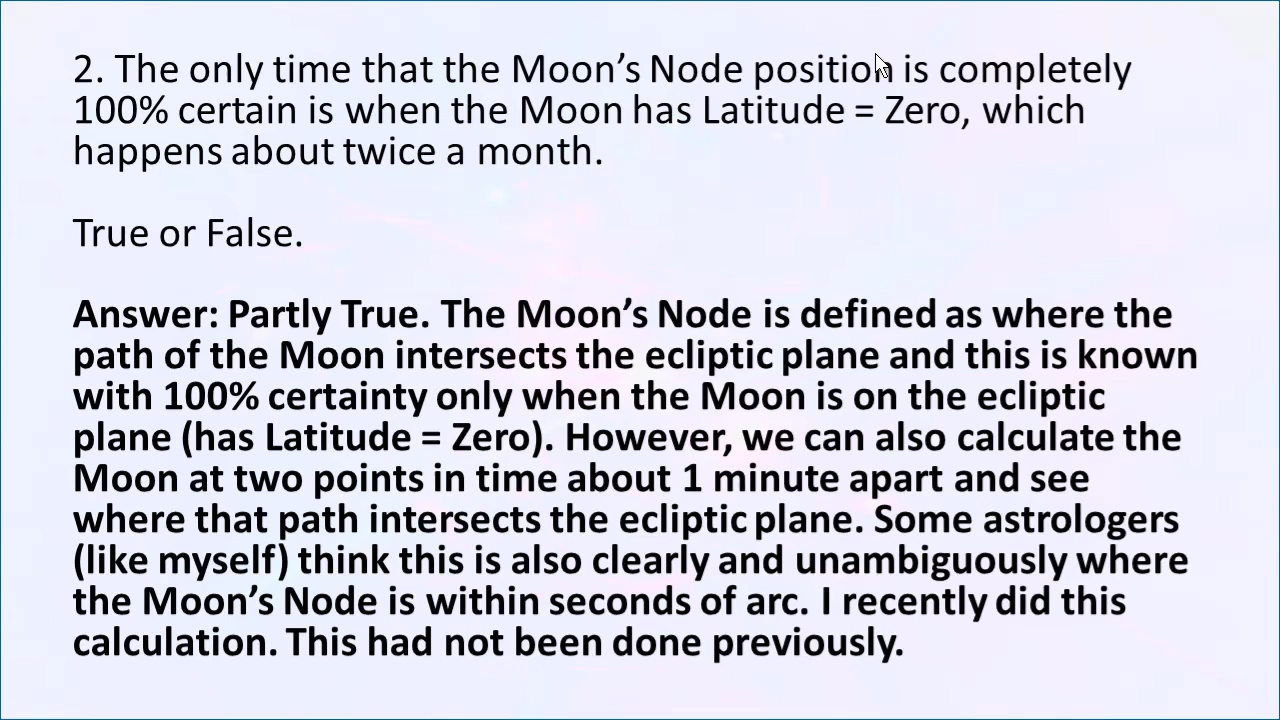 2. The only time that the Moon’s Node position is completely
100% certain is when the Moon has Latitude = Zero, which
happens about twice a month.
True or False.
Answer: Partly True. The Moon’s Node is defined as where the
path of the Moon intersects the ecliptic plane and this is known
with 100% certainty only when the Moon is on the ecliptic
plane (has Latitude = Zero). However, we can also calculate the
Moon at two points in time about 1 minute apart and see
where that path intersects the ecliptic plane. Some astrologers
(like myself) think this is also clearly and unambiguously where
the Moon’s Node is within seconds of arc. I recently did this
calculation. This had not been done previously.